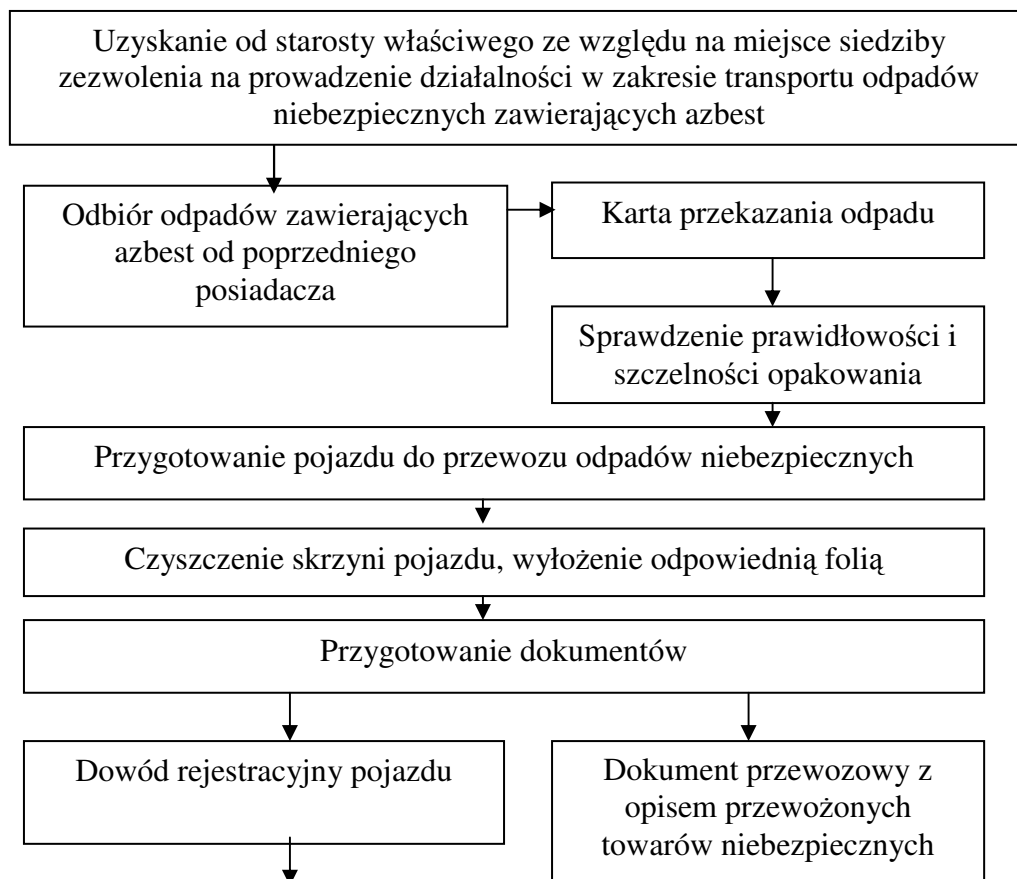 Uzyskanie od starosty właściwego ze względu na miejsce siedziby
zezwolenia na prowadzenie działalności w zakresie transportu odpadów
niebezpiecznych zawierających azbest
Odbiór odpadów zawierających
azbest od poprzedniego
posiadacza
Karta przekazania odpadu
Sprawdzenie prawidłowości i
szczelności opakowania
Przygotowanie pojazdu do przewozu odpadów niebezpiecznych
Czyszczenie skrzyni pojazdu, wyłożenie odpowiednią folią
Przygotowanie dokumentów
Dowód rejestracyjny pojazdu
Dokument przewozowy z
opisem przewożonych
towarów niebezpiecznych